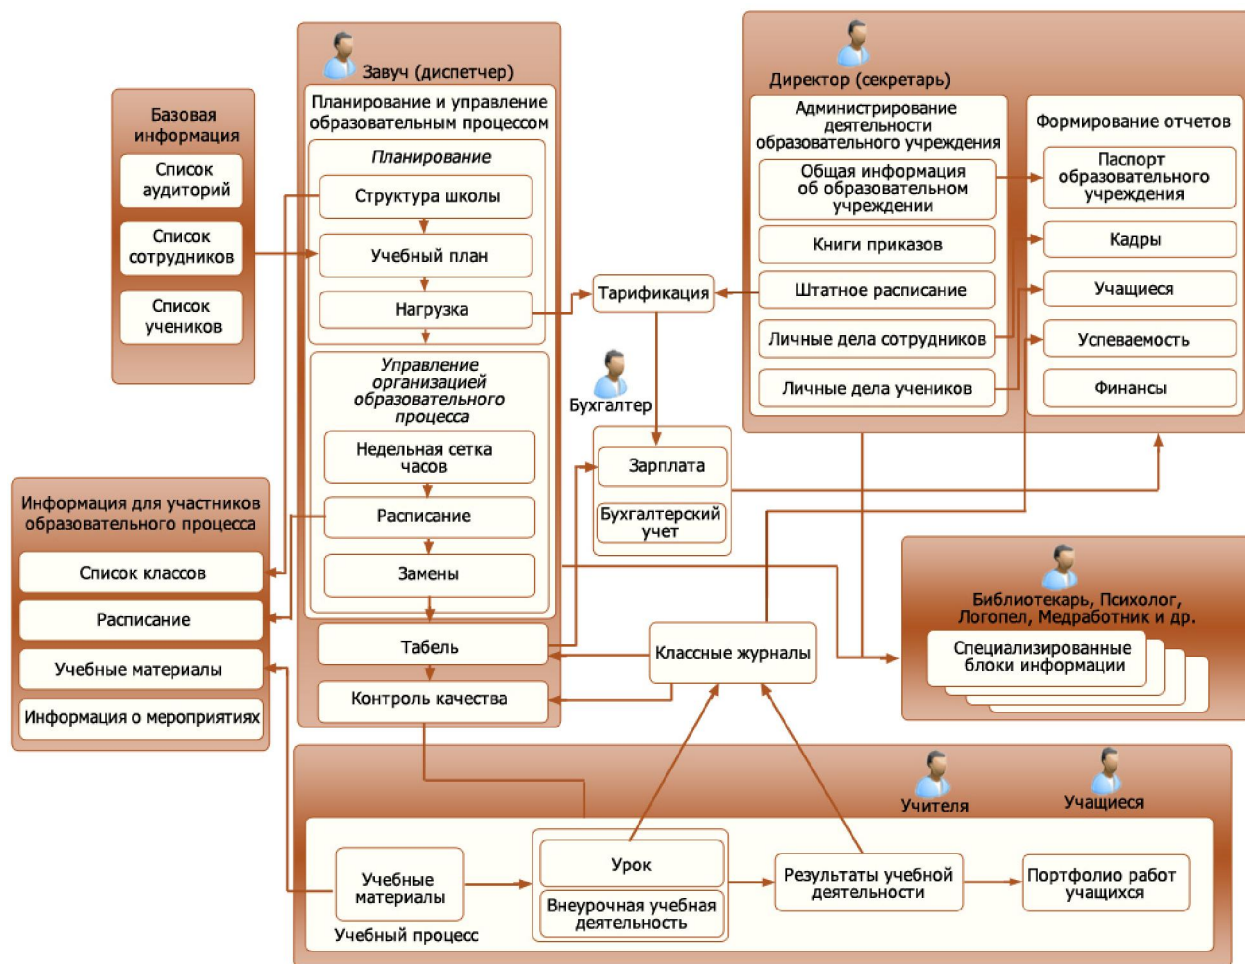 Завуч (диспетчер)
Планирование и управление
образовательным процессом
Планирование
Структура школы
Учебный план
Нагрузка
Управление
организацией
образовательного
процесса
Недельная сетка
часов
Расписание
Замены
Табель
Контроль качества
Базовая
информация
Список
аудиторий
Список
сотрудников
Список
учеников
Информация для участников
образовательного процесса
Список классов
Расписание
Учебные материалы
Информация о мероприятиях
Тарификация
Бухгалтер
Зарплата
Бухгалтерский
учет
Классные журналы
Директор (секретарь)
Администрирование
деятельности
образовательного учреждения
Общая информация
об образовательном
учреждении
Книги приказов
Штатное расписание
Личные дела сотрудников
Личные дела учеников
Формирование отчетов
Паспорт
образовательного
учреждения
Кадры
Учащиеся
Успеваемость
Финансы
Библиотекарь, Психолог,
Логопел, Медработник и др.
Специализированные
блоки информации
Учителя
Учащиеся
Учебные
материалы
Учебный процесс
Урок
Внеурочная учебная
деятельность
Результаты учебной
деятельности
Портфолио работ
учащихся